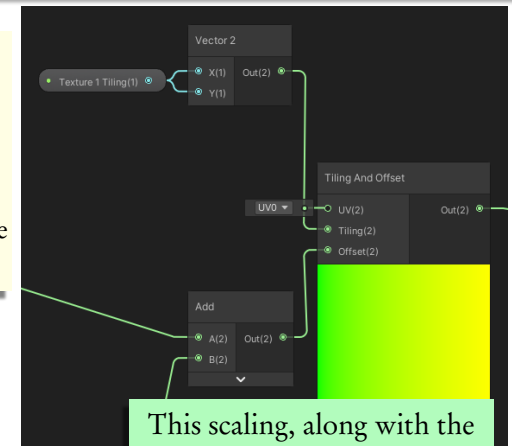 Vector 2
Texture 1 Tiling(1)
X(1)
Out(2)
Y(1)
e
Tiling And Offset
UV0
UV(2)
Out(2)
Tiling(2)
Offset(2)
Add
A(2)
Out(2)
B(2)
This scaling, along with the